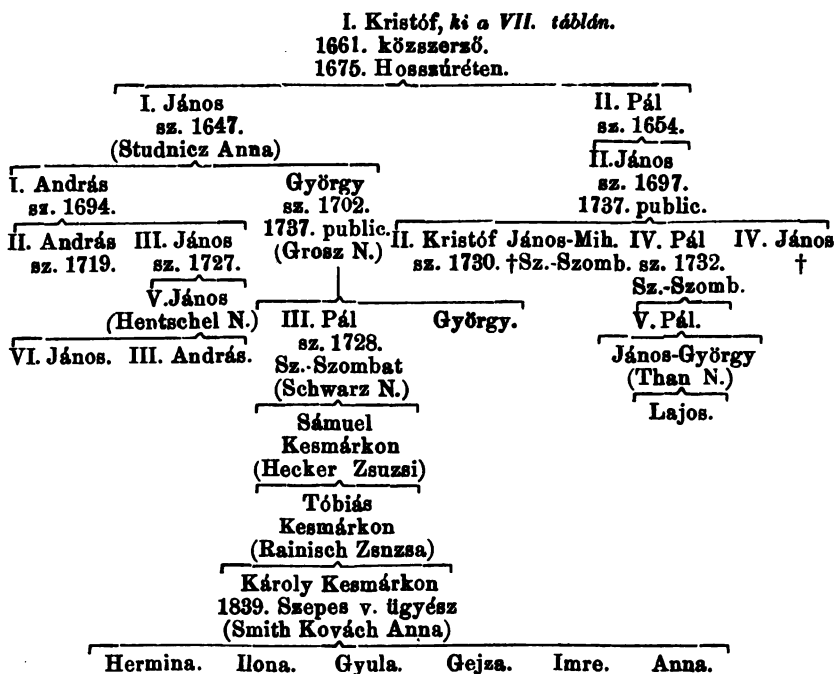 I. Kristóf, ki a VII. táblán.
1661. közszerző.
1675. Hosszúréten.
I. János II. Pál
sz. 1647. sz. 1654.
(Studnicz Anna) II.János
I. András György sz. 1697.
sz. 1694. sz. 1702. 1737. public.
1737. public.
II. András III. János (Grosz N.) II. Kristóf János-Mih. IV. Pál IV. János
sz. 1719. sz. 1727. sz. 1730. †Sz.-Szomb. sz. 1732. †
V.János Sz.-Szomb.
(Hentschel N.) III. Pál György. V. Pál.
VI. János. III. András. sz. 1728. János-György
Sz.-Szombat (Than N.)
(Schwarz N.) Lajos.
Sámuel
Kesmárkon
(Hecker Zsuzsi)
Tóbiás
Kesmárkon
(Rainisch Zsnzsa)
Károly Kesmárkon
1839. Szepes v. ügyész
(Smith Kovách Anna)
Hermina. Ilona. Gyula. Gejza. Imre. Anna.